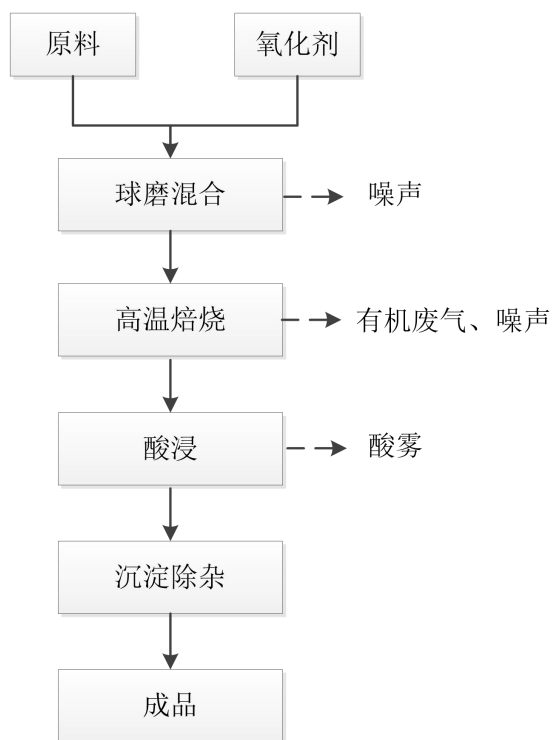 原料
氧化剂
球磨混合
噪声
高温焙烧
有机废气、噪声
酸浸
酸雾
沉淀除杂
成品